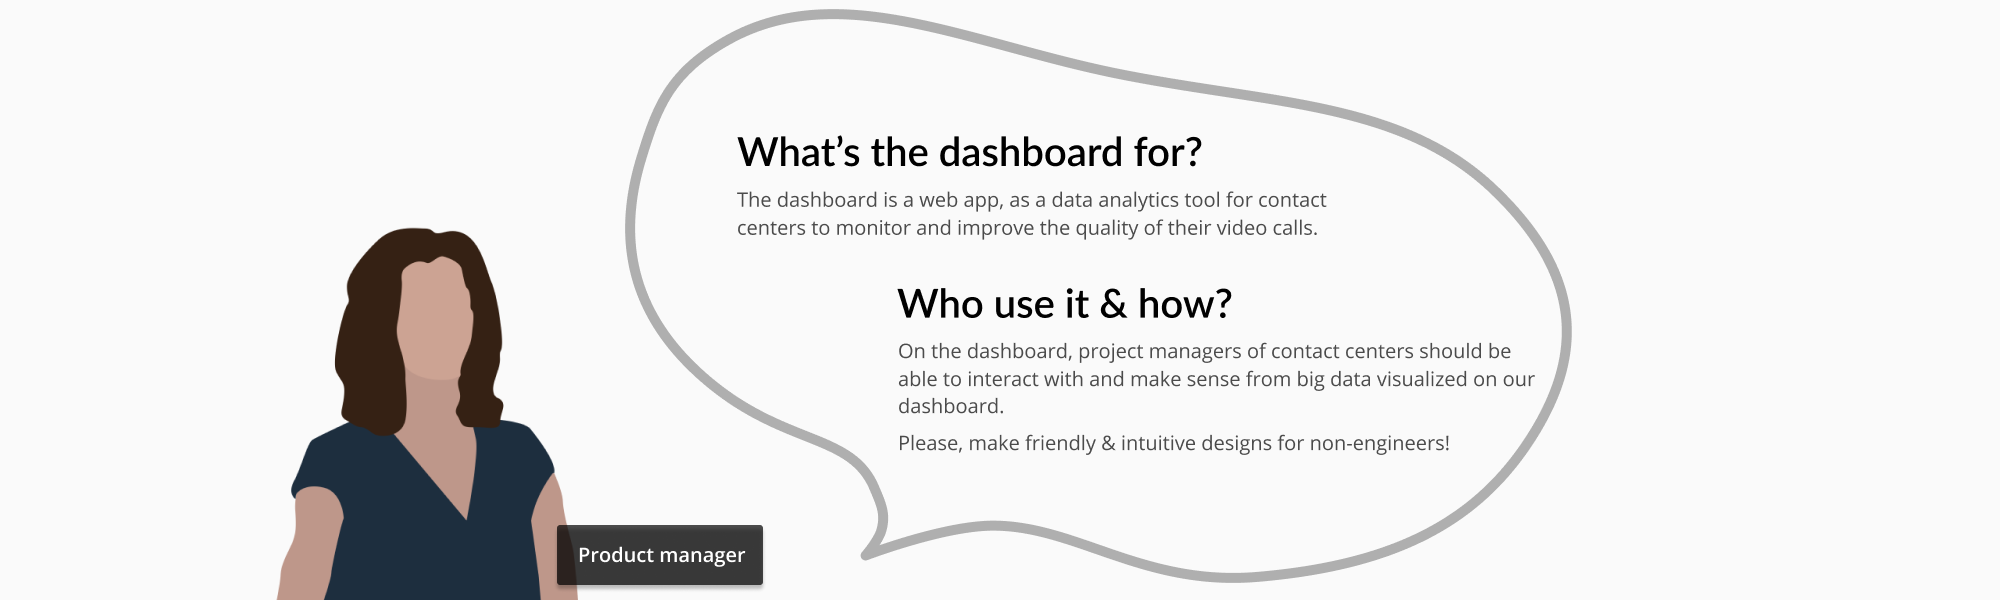 What’s the dashboard for?
The dashboard is a web app, as a data analytics tool for contact
centers to monitor and improve the quality of their video calls.
Who use it & how?
On the dashboard, project managers of contact centers should be
able to interact with and make sense from big data visualized on our
dashboard.
Please, make friendly & intuitive designs for non-engineers!
Product manager